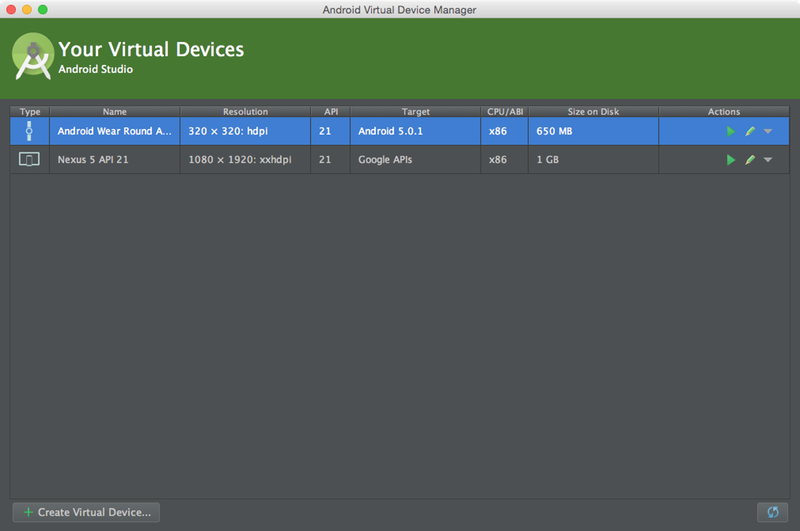 Android Virtual Device Manager
Your Virtual Devices
Android Studio
Type Name Resolution API Target CPU/ABI Size on Disk Actions
Android Wear Round A... 320 × 320: hdpi 21 Android 5.0.1 x86 650 MB
Nexus 5 API 21 1080 × 1920: xxhdpi 21 Google APIs x86 1 GB
Create Virtual Device...